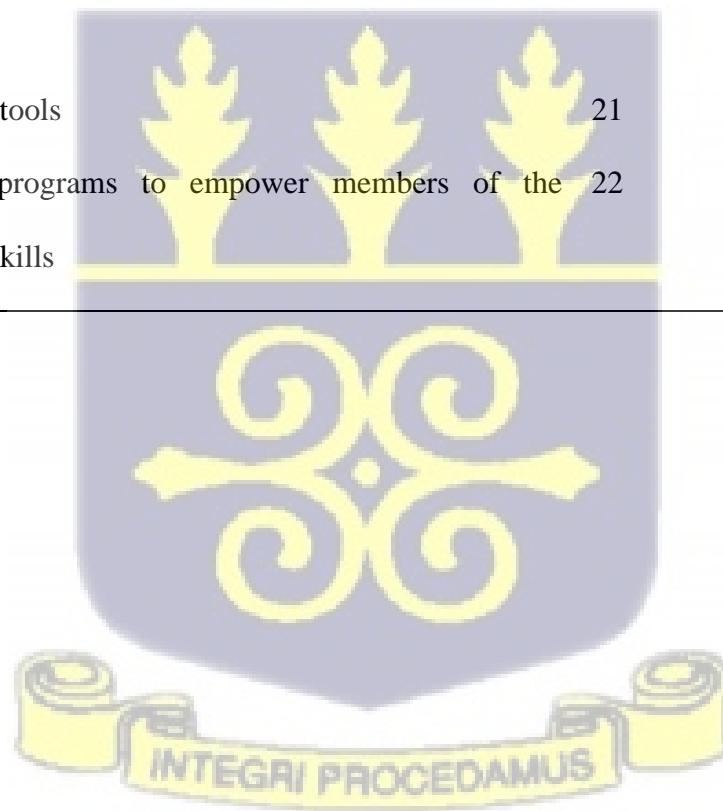 tools 21
programs to empower members of the 22
kills
INTEGRI PROCEDAMUS